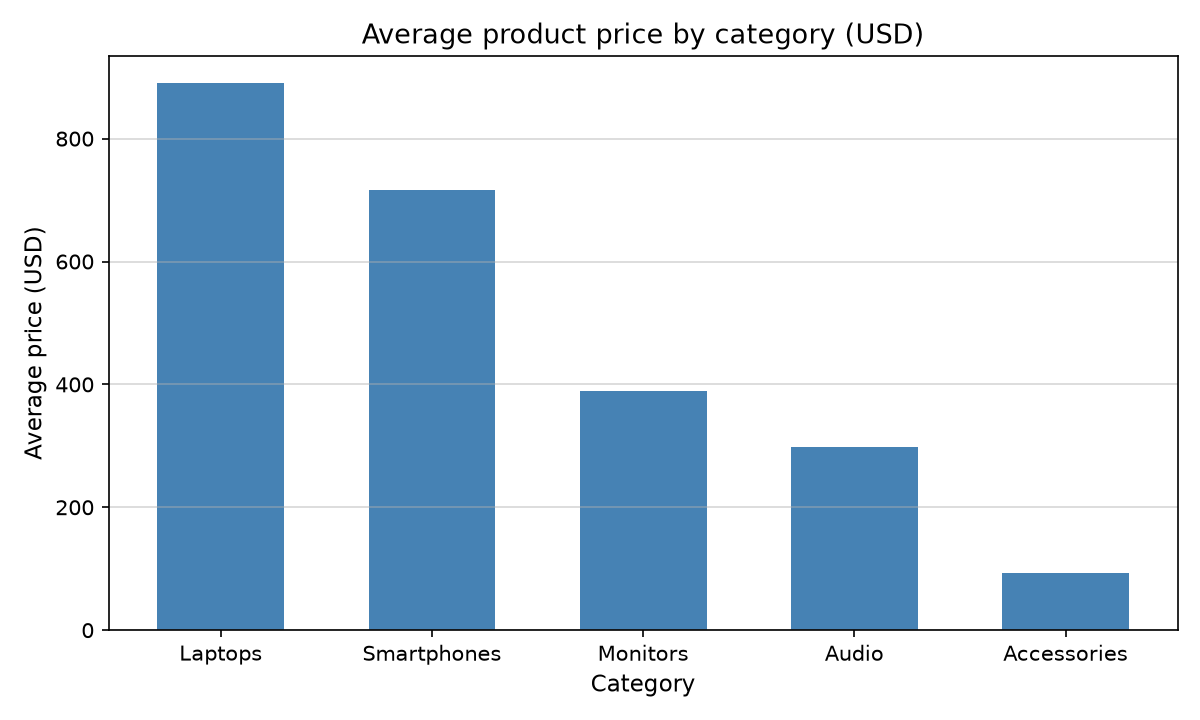 Average product price by category (USD)
Average price (USD)
800
600
400
200
0
Laptops
Smartphones
Monitors
Audio
Accessories
Category